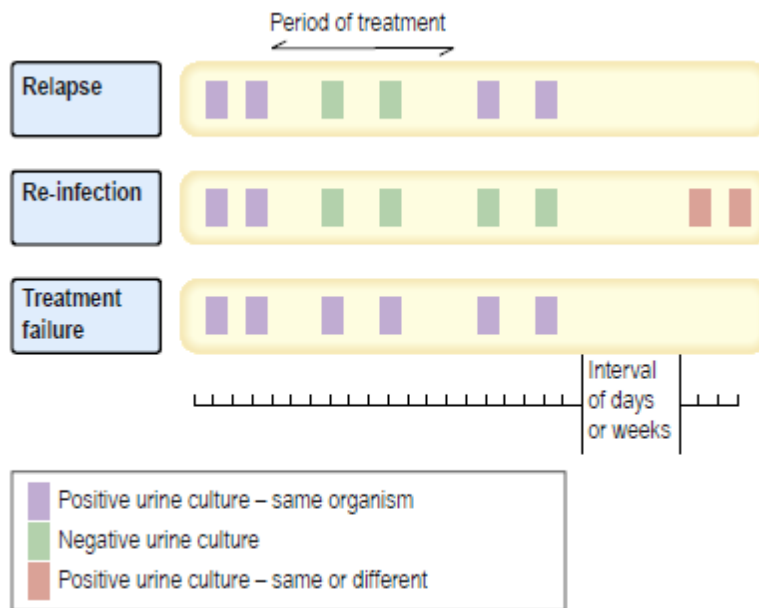 Period of treatment
Relapse
Re-infection
Treatment
failure
Interval
of days
or weeks
Positive urine culture – same organism
Negative urine culture
Positive urine culture – same or different